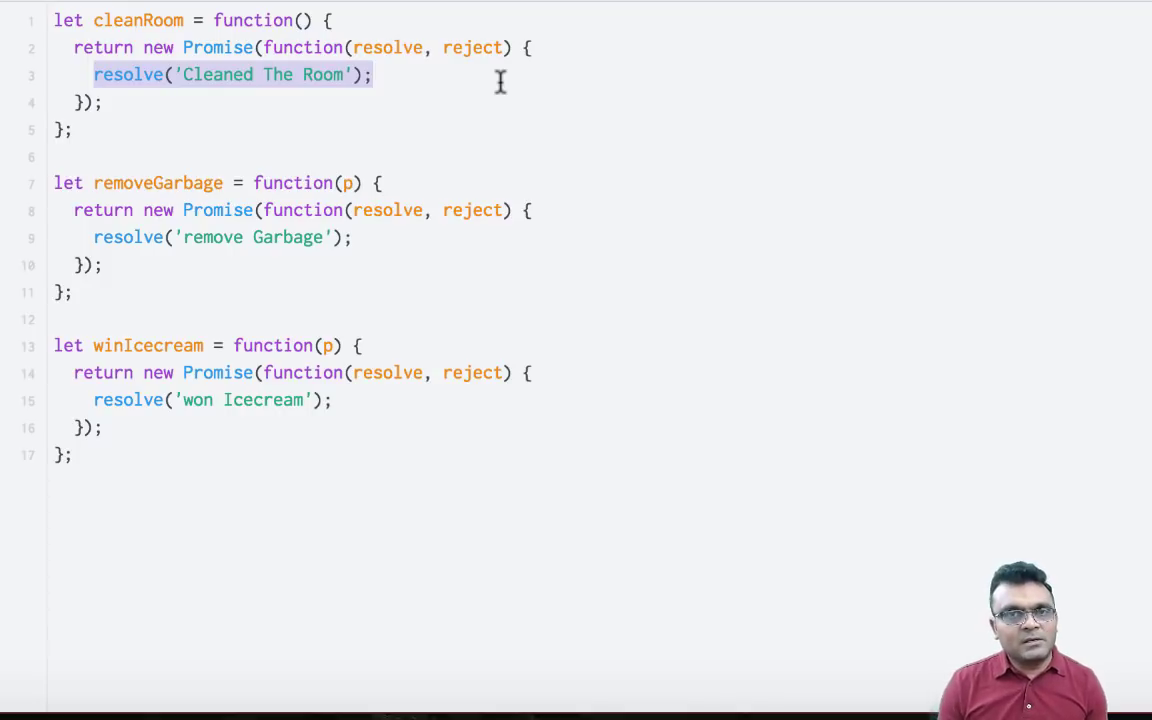 1 let cleanRoom = function() {
2 return new Promise(function(resolve, reject) {
3 resolve('Cleaned The Room');
4 });
5 };
6
7 let removeGarbage = function(p) {
8 return new Promise(function(resolve, reject) {
9 resolve('remove Garbage');
10 });
11 };
12
13 let winIcecream = function(p) {
14 return new Promise(function(resolve, reject) {
15 resolve('won Icecream');
16 });
17 };